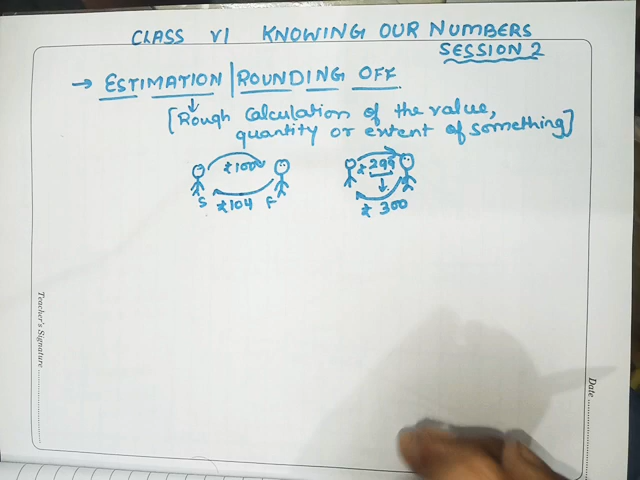 CLASS VI KNOWING OUR NUMBERS
SESSION 2
→ ESTIMATION | ROUNDING OFF
[Rough Calculation of the value,
quantity or extent of something]
₹100 ₹299
S ₹104 F ₹ 300
Teacher's Signature
Date